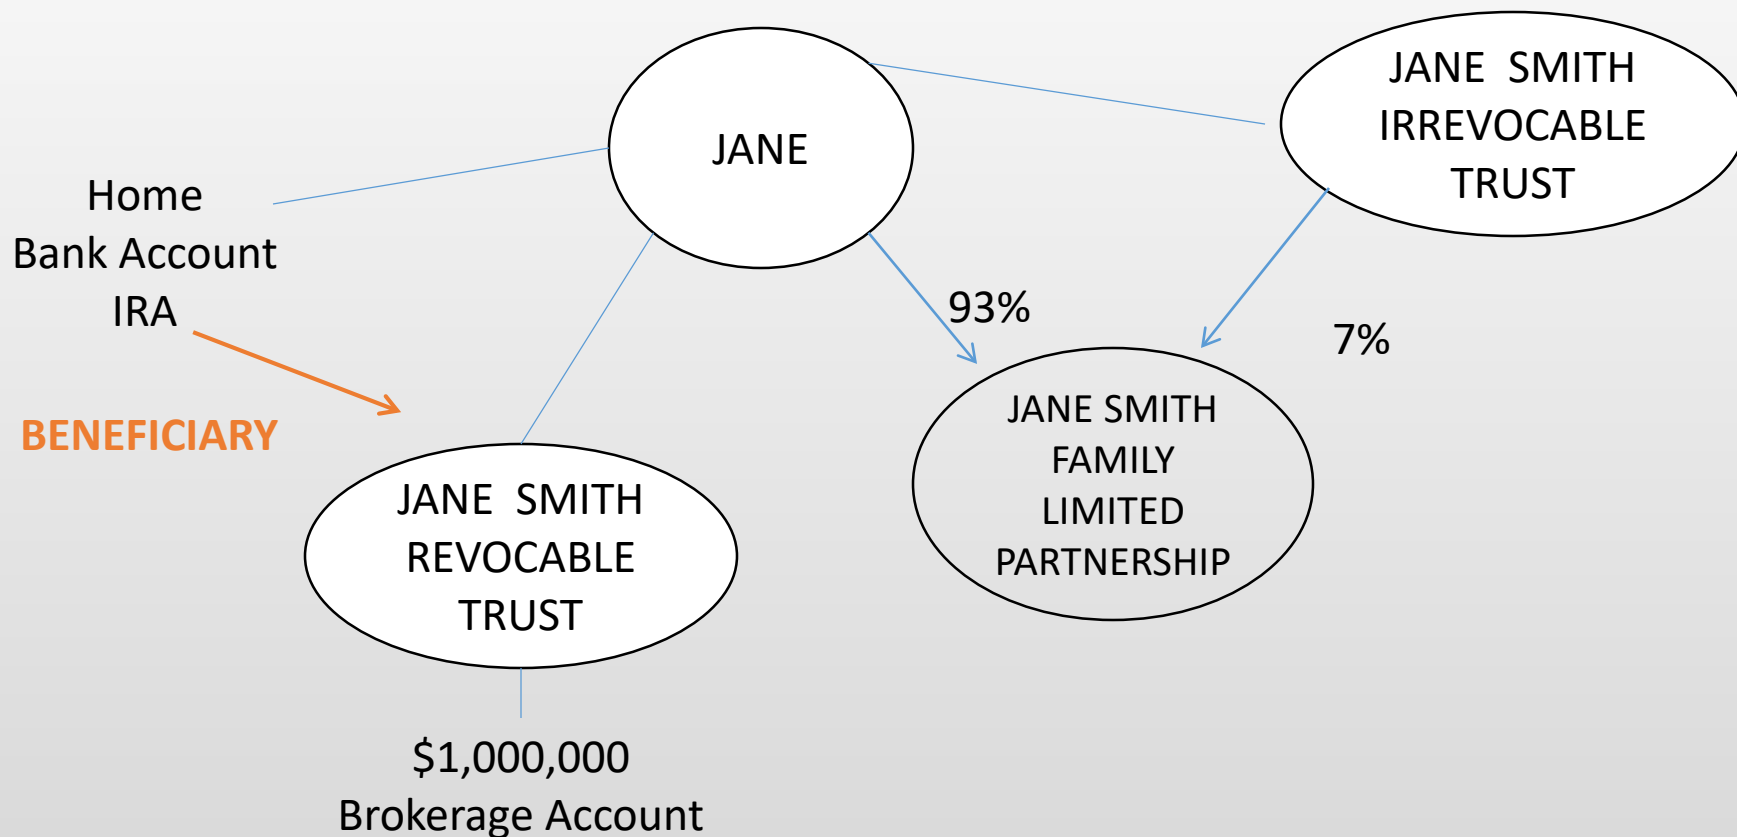 JANE
JANE SMITH
IRREVOCABLE
TRUST
Home
Bank Account
IRA
93%
7%
BENEFICIARY
JANE SMITH
FAMILY
LIMITED
PARTNERSHIP
JANE SMITH
REVOCABLE
TRUST
$1,000,000
Brokerage Account